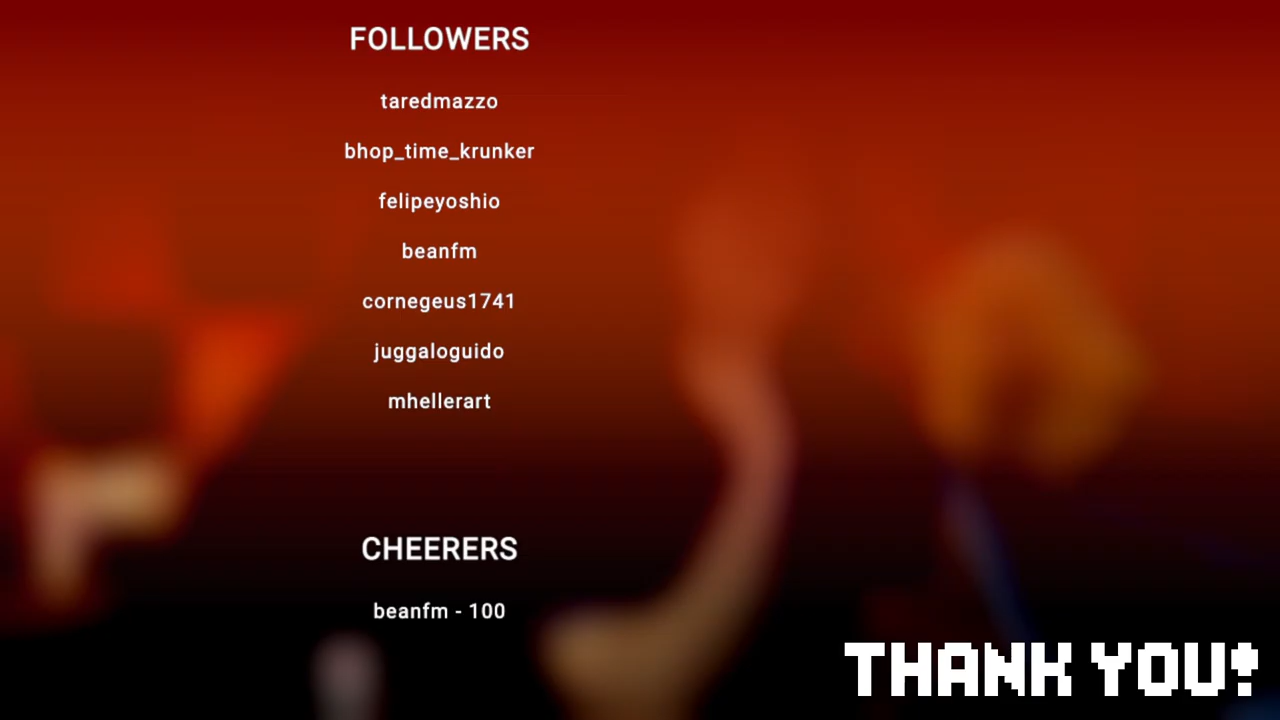 FOLLOWERS
taredmazzo
bhop_time_krunker
felipeyoshio
beanfm
cornegeus1741
juggaloguido
mhellerart
CHEERERS
beanfm - 100
THANK YOU!